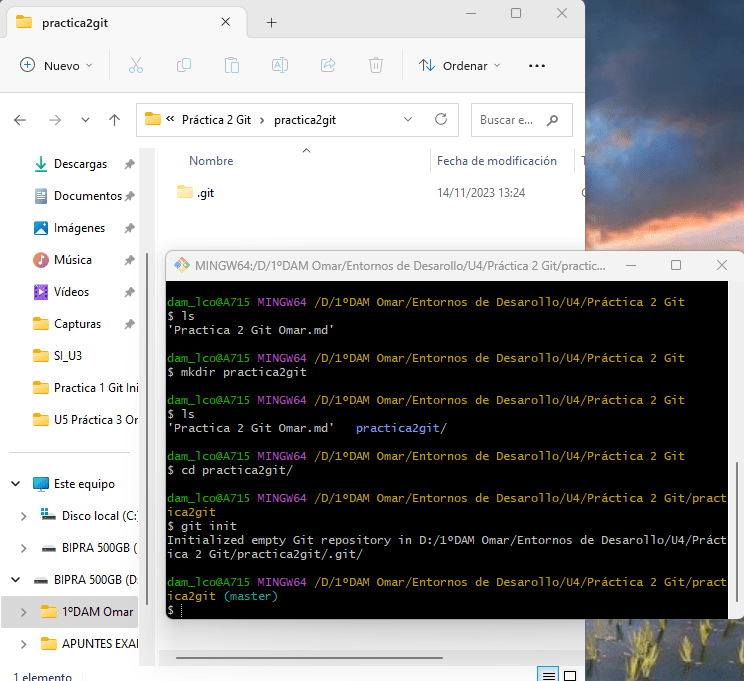 practica2git
Nuevo
Ordenar
Práctica 2 Git
practica2git
Buscar e...
Nombre
Fecha de modificación
.git
14/11/2023 13:24
Descargas
Documentos
Imágenes
Música
Vídeos
Capturas
SI_U3
Practica 1 Git Ini
U5 Práctica 3 Or
Este equipo
Disco local (C:
BIPRA 500GB (
BIPRA 500GB (D:
1ºDAM Omar
APUNTES EXA
1 elemento
MINGW64:/D/1ºDAM Omar/Entornos de Desarollo/U4/Práctica 2 Git/practic...
dam_lco@A715 MINGW64 /D/1ºDAM Omar/Entornos de Desarollo/U4/Práctica 2 Git
$ ls
'Practica 2 Git Omar.md'
dam_lco@A715 MINGW64 /D/1ºDAM Omar/Entornos de Desarollo/U4/Práctica 2 Git
$ mkdir practica2git
dam_lco@A715 MINGW64 /D/1ºDAM Omar/Entornos de Desarollo/U4/Práctica 2 Git
$ ls
'Practica 2 Git Omar.md' practica2git/
dam_lco@A715 MINGW64 /D/1ºDAM Omar/Entornos de Desarollo/U4/Práctica 2 Git
$ cd practica2git/
dam_lco@A715 MINGW64 /D/1ºDAM Omar/Entornos de Desarollo/U4/Práctica 2 Git/pract
ica2git
$ git init
Initialized empty Git repository in D:/1ºDAM Omar/Entornos de Desarollo/U4/Práct
ica 2 Git/practica2git/.git/
dam_lco@A715 MINGW64 /D/1ºDAM Omar/Entornos de Desarollo/U4/Práctica 2 Git/pract
ica2git (master)
$